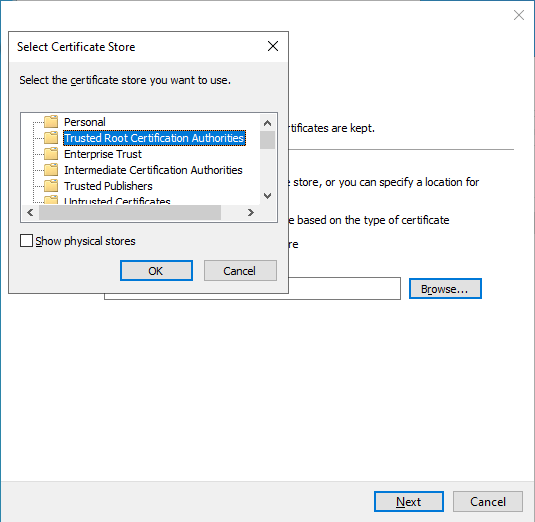 Select Certificate Store
Select the certificate store you want to use.
Personal
Trusted Root Certification Authorities
Enterprise Trust
Intermediate Certification Authorities
Trusted Publishers
Untrusted Certificates
Show physical stores
OK
Cancel
rtificates are kept.
e store, or you can specify a location for
e based on the type of certificate
re
Browse...
Next
Cancel